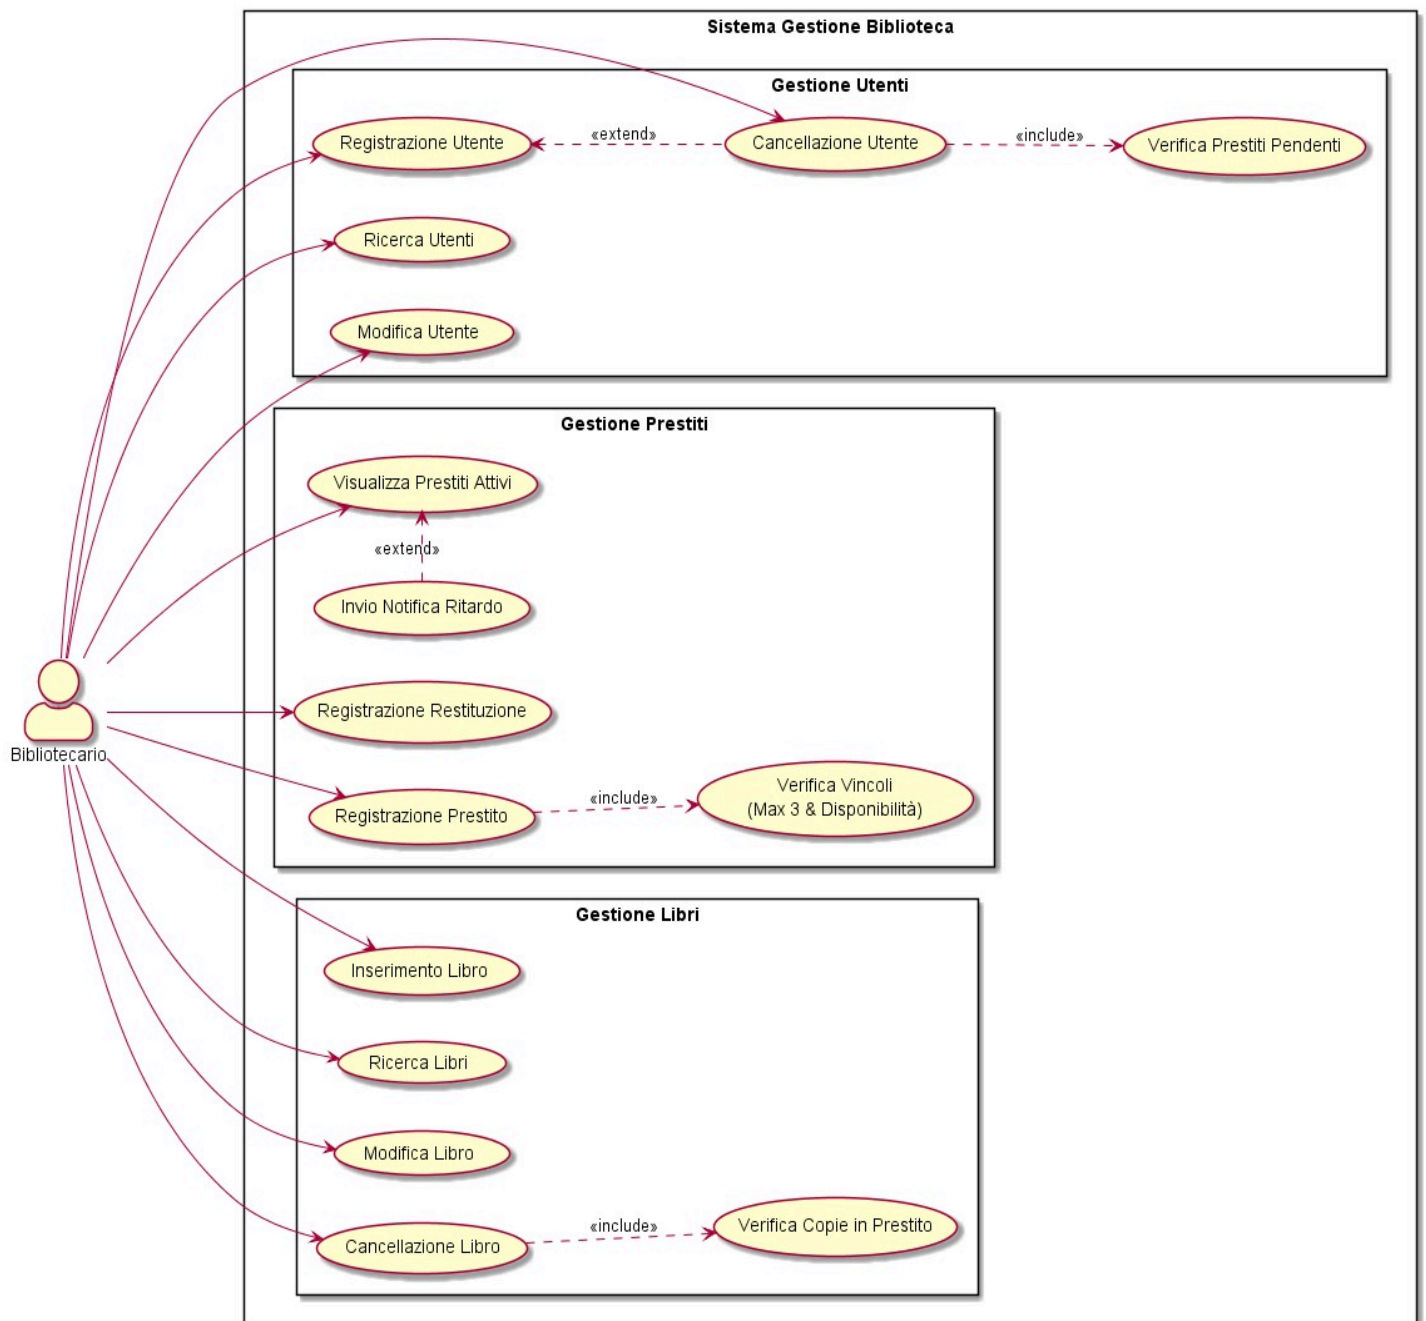 Sistema Gestione Biblioteca
Gestione Utenti
Registrazione Utente
«extend»
Cancellazione Utente
«include»
Verifica Prestiti Pendenti
Ricerca Utenti
Modifica Utente
Gestione Prestiti
Visualizza Prestiti Attivi
«extend»
Invio Notifica Ritardo
Registrazione Restituzione
Bibliotecario
Registrazione Prestito
«include»
Verifica Vincoli
(Max 3 & Disponibilità)
Gestione Libri
Inserimento Libro
Ricerca Libri
Modifica Libro
Cancellazione Libro
«include»
Verifica Copie in Prestito